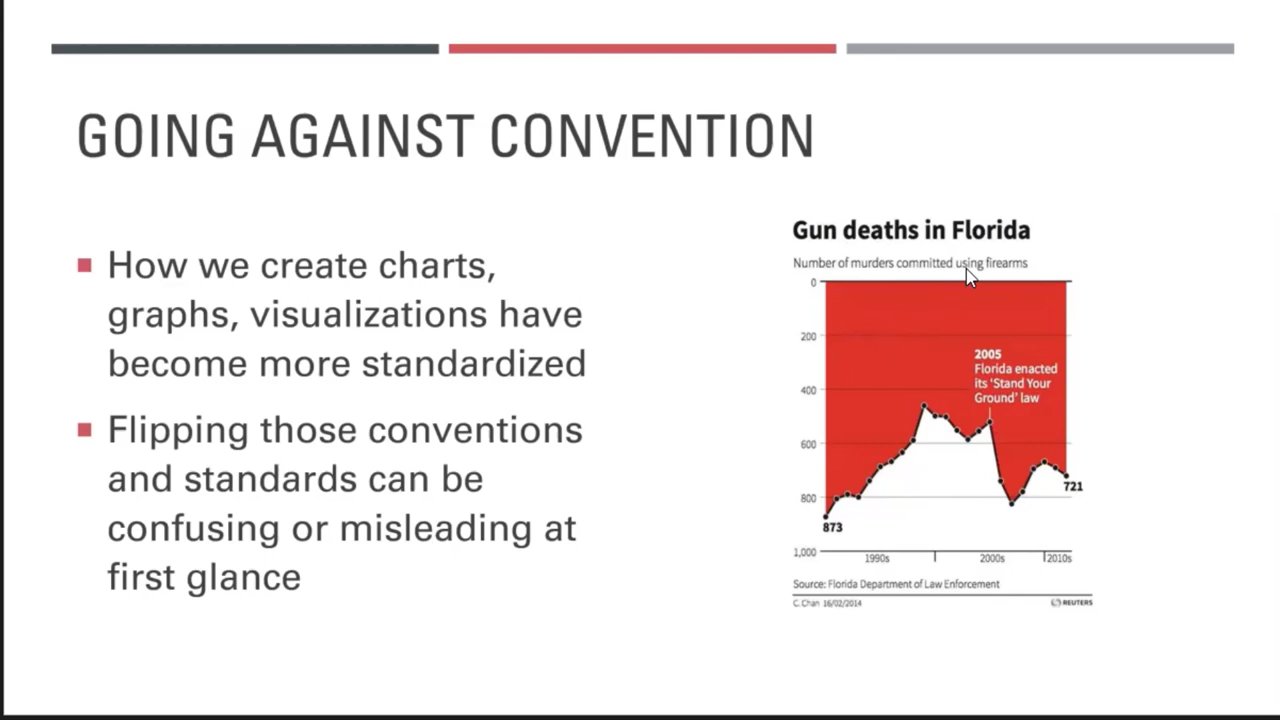 GOING AGAINST CONVENTION
How we create charts,
graphs, visualizations have
become more standardized
Flipping those conventions
and standards can be
confusing or misleading at
first glance
Gun deaths in Florida
Number of murders committed using firearms
0
200
400
600
800
1,000
2005
Florida enacted
its 'Stand Your
Ground' law
721
873
1990s
2000s
2010s
Source: Florida Department of Law Enforcement
C. Chan 16/02/2014
REUTERS